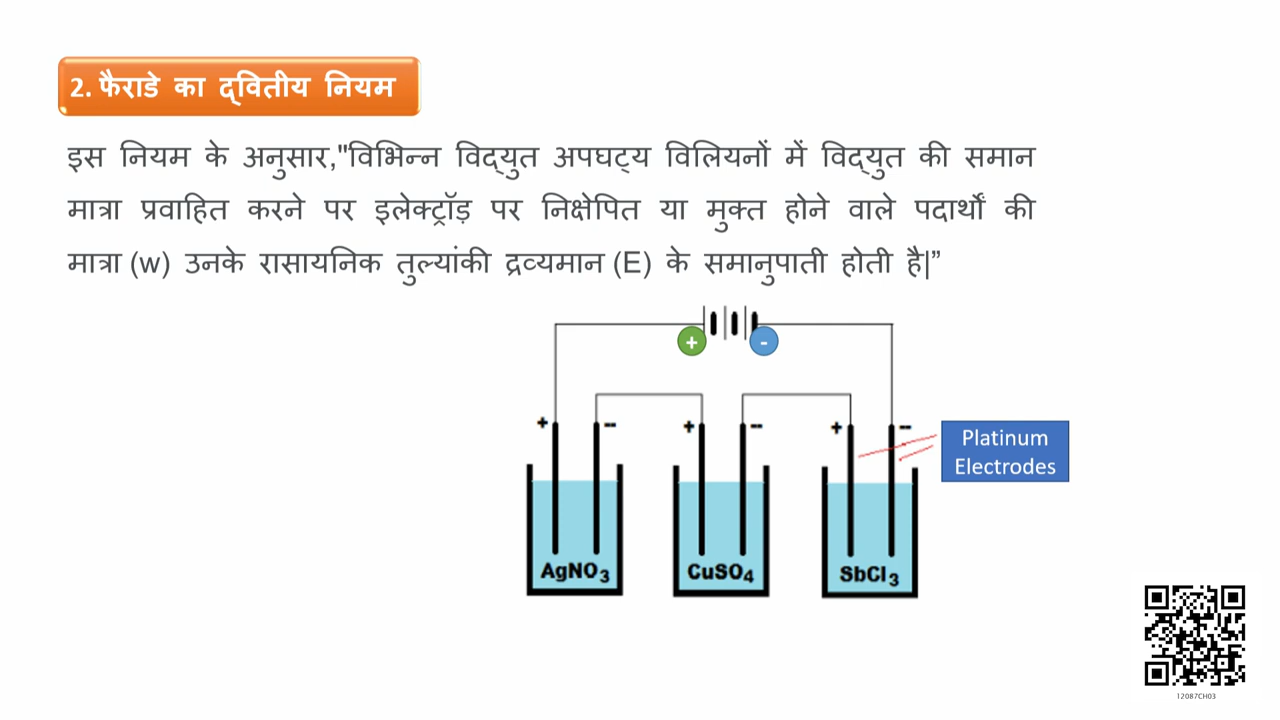 2. फैराडे का द्वितीय नियम
इस नियम के अनुसार,"विभिन्न विद्युत अपघट्य विलियनों में विद्युत की समान
मात्रा प्रवाहित करने पर इलेक्ट्रॉड़ पर निक्षेपित या मुक्त होने वाले पदार्थों की
मात्रा (w) उनके रासायनिक तुल्यांकी द्रव्यमान (E) के समानुपाती होती है|”
+ -
+ -- + -- + --
Platinum
Electrodes
AgNO3 CuSO4 SbCl3
12087CH03